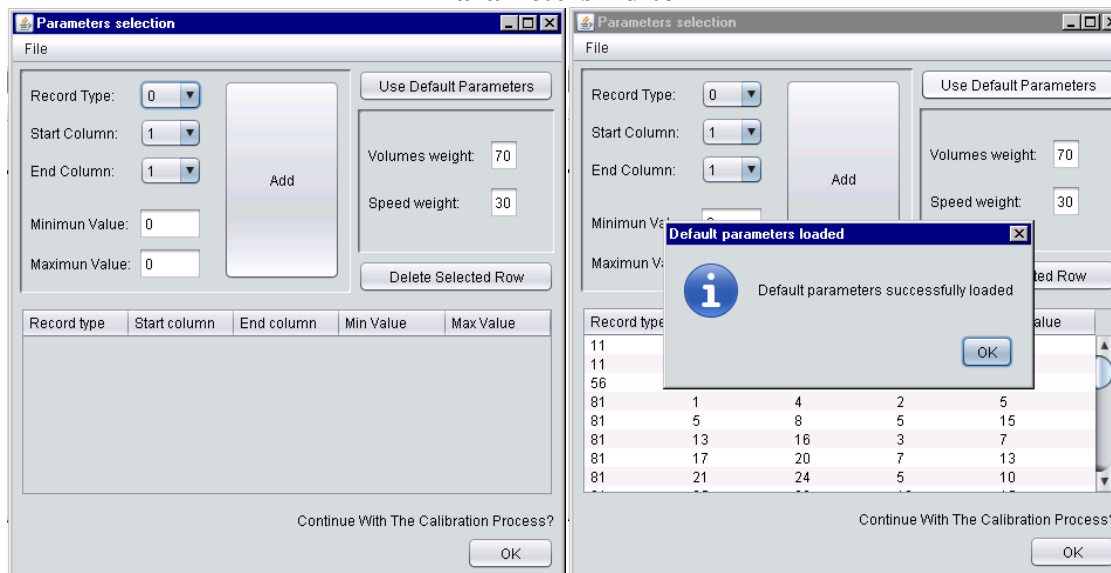 Parameters selection
File
Record Type: 0
Start Column: 1
End Column: 1
Minimun Value: 0
Maximun Value: 0
Add
Use Default Parameters
Volumes weight: 70
Speed weight: 30
Delete Selected Row
Record type Start column End column Min Value Max Value
Continue With The Calibration Process?
OK
Parameters selection
File
Record Type: 0
Start Column: 1
End Column: 1
Minimun
Maximun
Add
Use Default Parameters
Volumes weight: 70
Speed weight: 30
Row
Default parameters loaded
Default parameters successfully loaded
OK
Record type
11
11
56
81 1 4 2 5
81 5 8 5 15
81 13 16 3 7
81 17 20 7 13
81 21 24 5 10
Continue With The Calibration Process?
OK